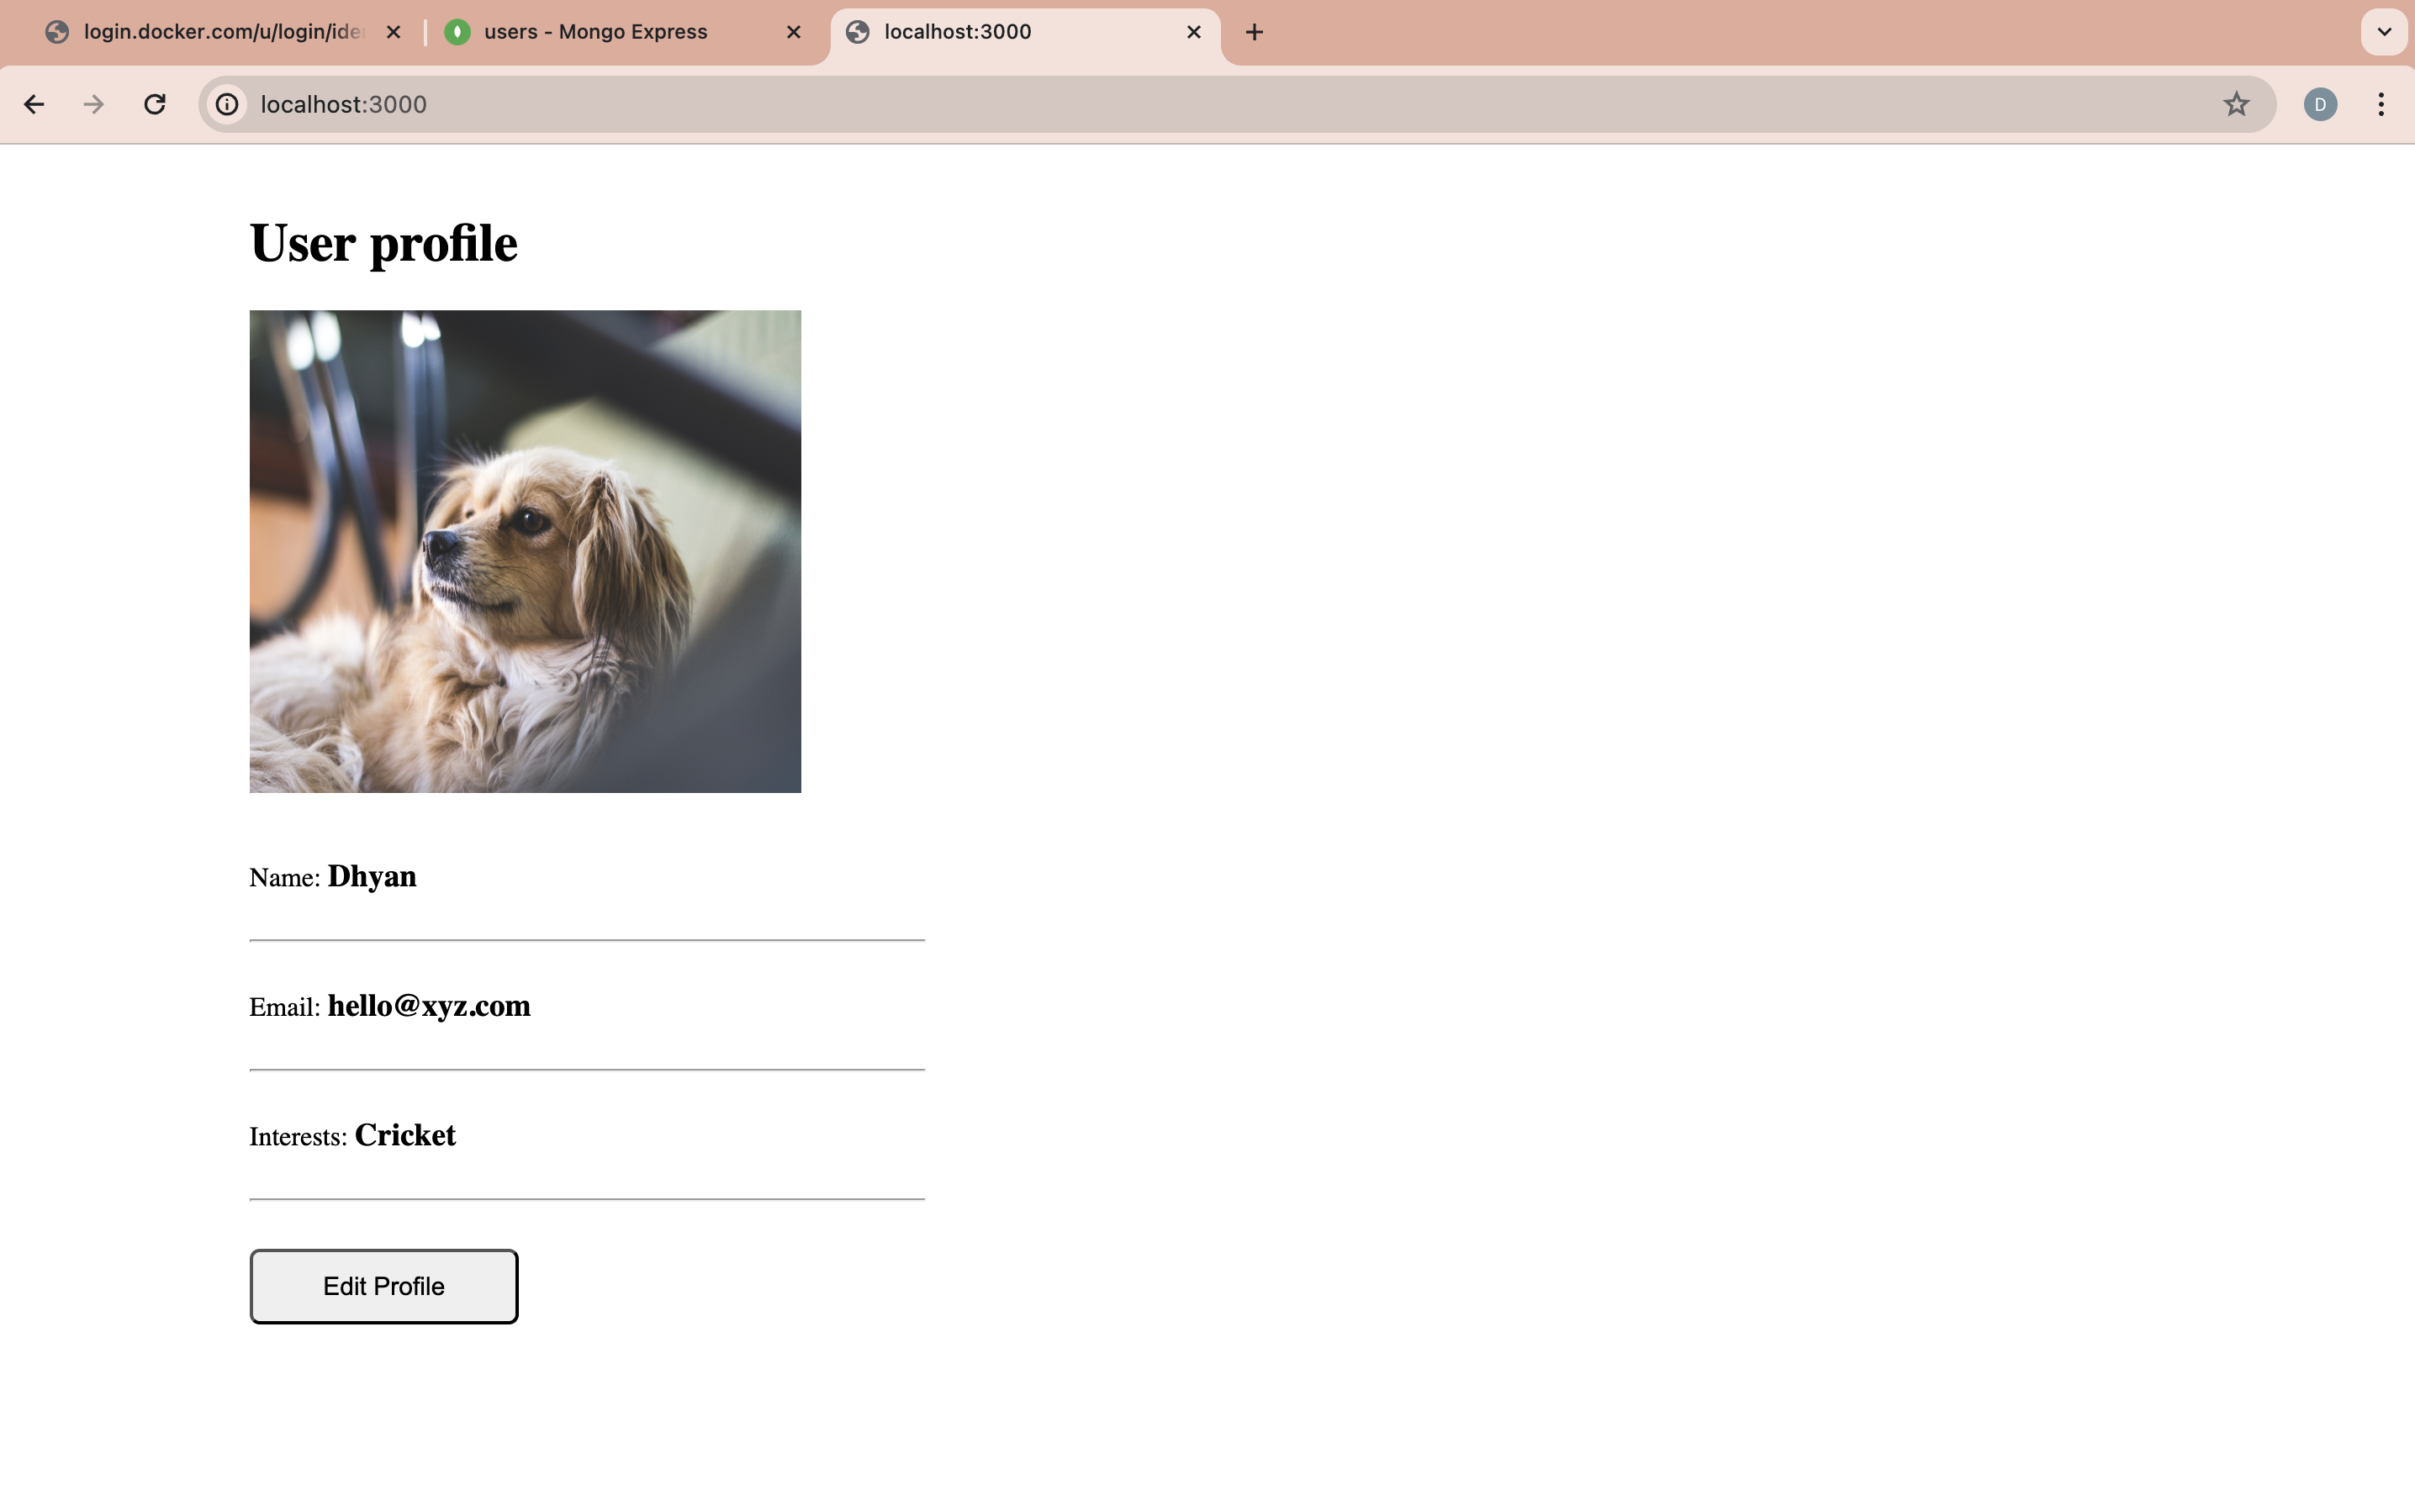 login.docker.com/u/login/ide
users - Mongo Express
localhost:3000
localhost:3000
D
User profile
Name: Dhyan
Email: hello@xyz.com
Interests: Cricket
Edit Profile